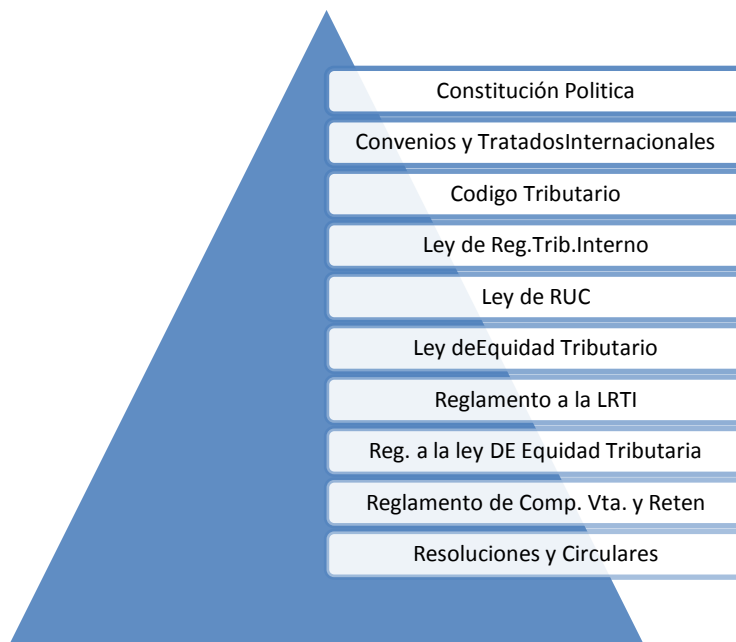 Constitución Politica
Convenios y TratadosInternacionales
Codigo Tributario
Ley de Reg.Trib.Interno
Ley de RUC
Ley deEquidad Tributario
Reglamento a la LRTI
Reg. a la ley DE Equidad Tributaria
Reglamento de Comp. Vta. y Reten
Resoluciones y Circulares